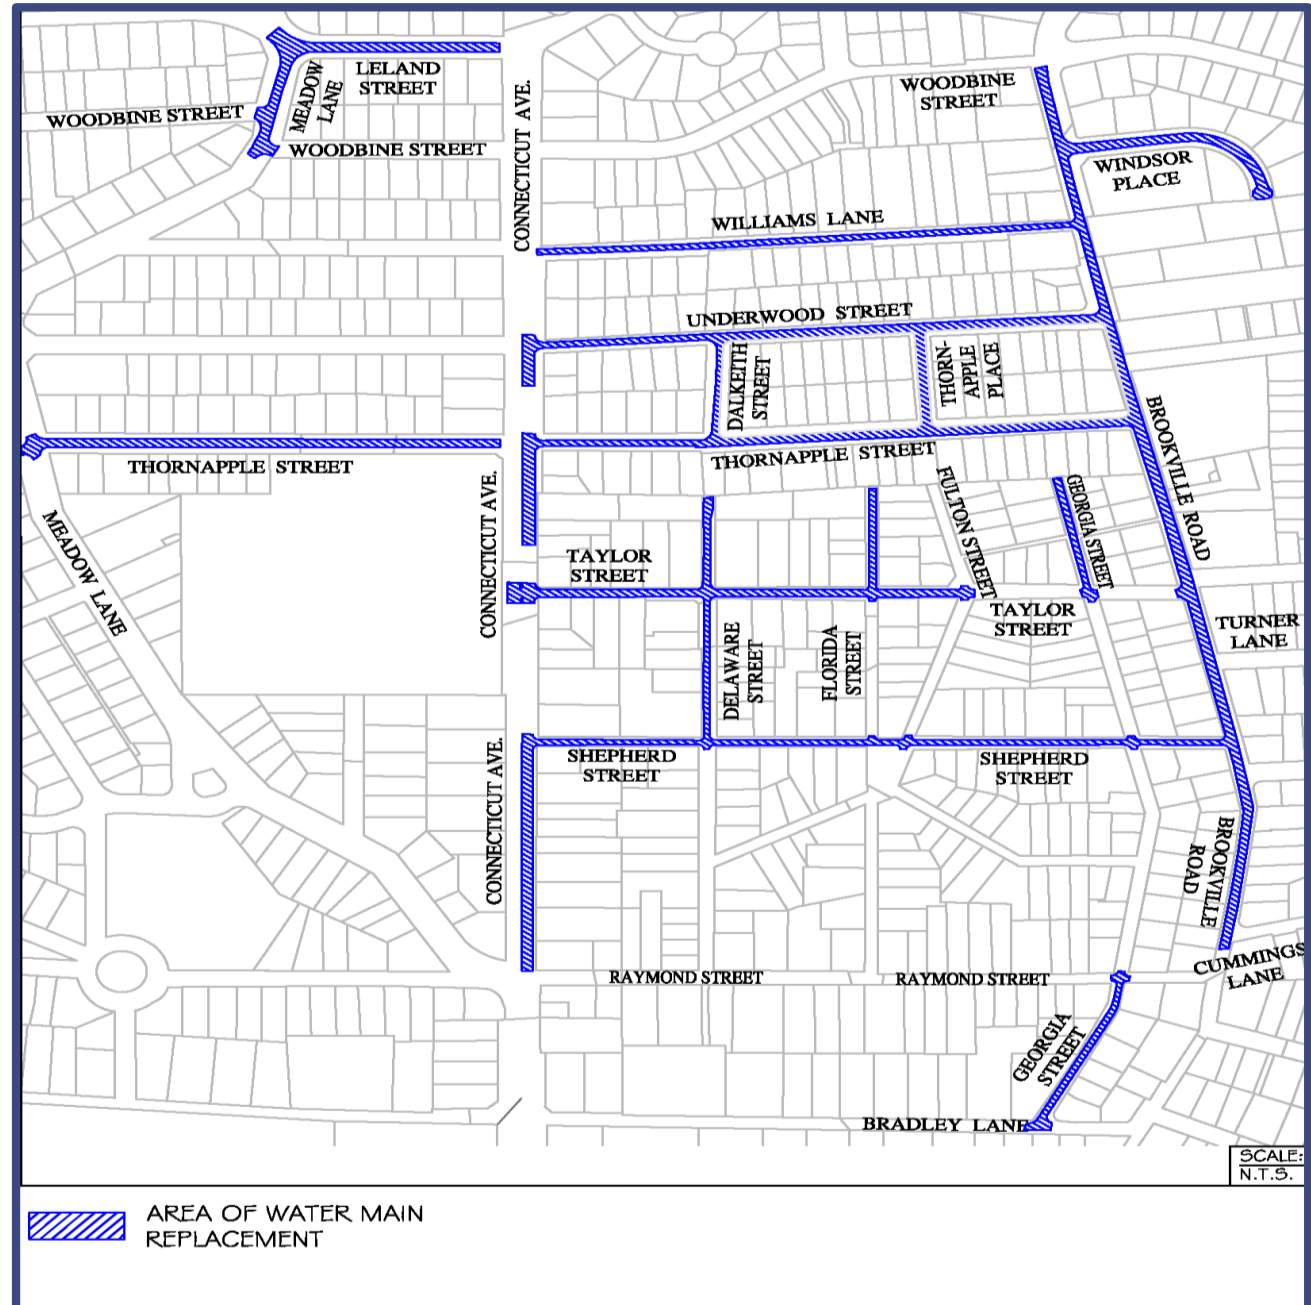 LELAND
STREET
MEADOW
LANE
WOODBINE STREET
WOODBINE STREET
CONNECTICUT AVE.
WOODBINE
STREET
WINDSOR
PLACE
WILLIAMS LANE
UNDERWOOD STREET
DALKEITH
STREET
THORN-
APPLE
PLACE
BROOKVILLE ROAD
THORNAPPLE STREET
THORNAPPLE STREET
CONNECTICUT AVE.
FULTON STREET
GEORGIA STREET
MEADOW LANE
TAYLOR
STREET
TAYLOR
STREET
TURNER
LANE
DELAWARE
STREET
FLORIDA
STREET
CONNECTICUT AVE.
SHEPHERD
STREET
SHEPHERD
STREET
BROOKVILLE
ROAD
CUMMINGS
LANE
RAYMOND STREET
RAYMOND STREET
GEORGIA
STREET
BRADLEY LANE
SCALE:
N.T.S.
AREA OF WATER MAIN
REPLACEMENT